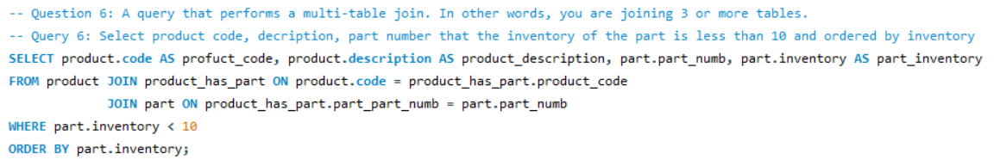 -- Question 6: A query that performs a multi-table join. In other words, you are joining 3 or more tables.
-- Query 6: Select product code, decription, part number that the inventory of the part is less than 10 and ordered by inventory
SELECT product.code AS profuct_code, product.description AS product_description, part.part_numb, part.inventory AS part_inventory
FROM product JOIN product_has_part ON product.code = product_has_part.product_code
JOIN part ON product_has_part.part_part_numb = part.part_numb
WHERE part.inventory < 10
ORDER BY part.inventory;